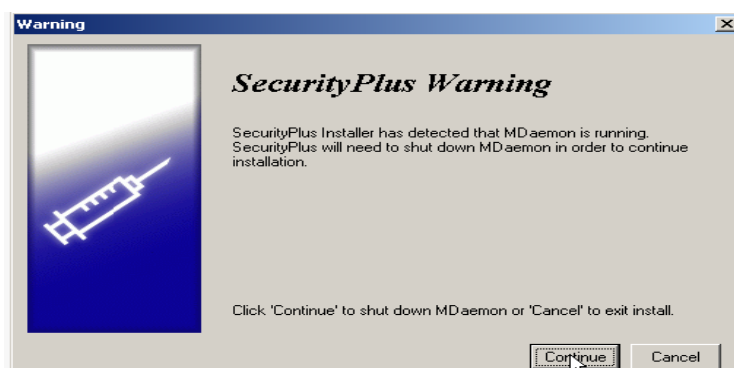 Warning
SecurityPlus Warning
SecurityPlus Installer has detected that MDaemon is running.
SecurityPlus will need to shut down MDaemon in order to continue
installation.
Click 'Continue' to shut down MDaemon or 'Cancel' to exit install.
Continue
Cancel